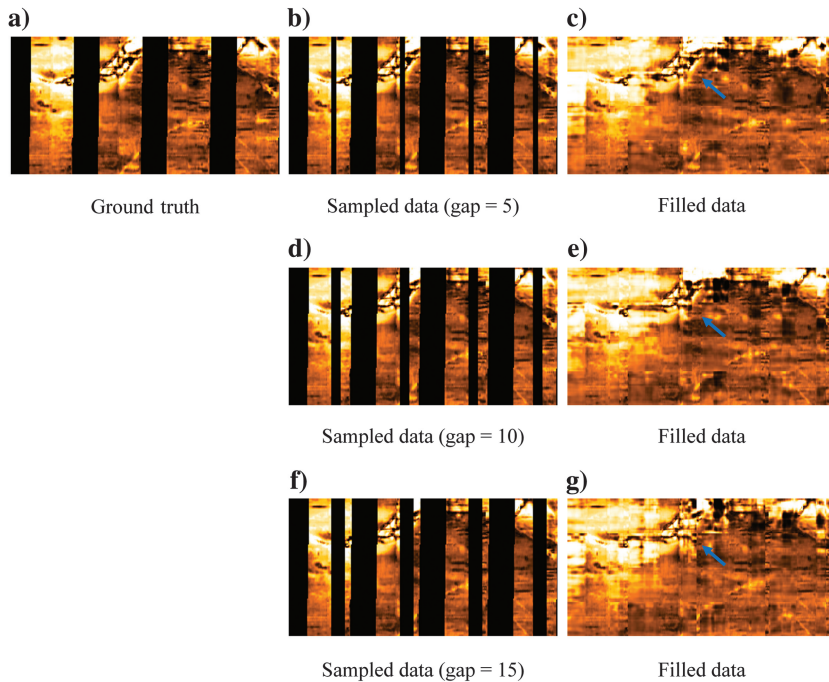 a)
b)
c)
Ground truth
Sampled data (gap = 5)
Filled data
d)
e)
Sampled data (gap = 10)
Filled data
f)
g)
Sampled data (gap = 15)
Filled data